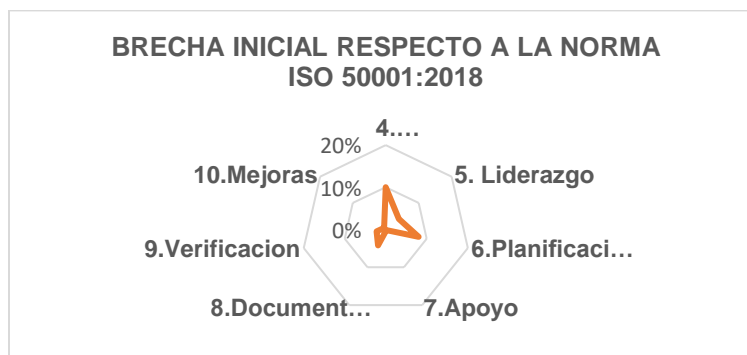 BRECHA INICIAL RESPECTO A LA NORMA
ISO 50001:2018
4....
20%
10.Mejoras
10%
5. Liderazgo
0%
9.Verificacion
6.Planificaci...
8.Document...
7.Apoyo